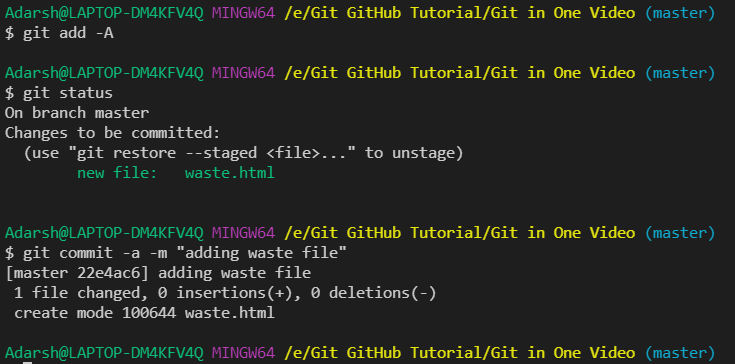 Adarsh@LAPTOP-DM4KFV4Q MINGW64 /e/Git GitHub Tutorial/Git in One Video (master)
$ git add -A
Adarsh@LAPTOP-DM4KFV4Q MINGW64 /e/Git GitHub Tutorial/Git in One Video (master)
$ git status
On branch master
Changes to be committed:
  (use "git restore --staged <file>..." to unstage)
        new file:   waste.html
Adarsh@LAPTOP-DM4KFV4Q MINGW64 /e/Git GitHub Tutorial/Git in One Video (master)
$ git commit -a -m "adding waste file"
[master 22e4ac6] adding waste file
 1 file changed, 0 insertions(+), 0 deletions(-)
 create mode 100644 waste.html
Adarsh@LAPTOP-DM4KFV4Q MINGW64 /e/Git GitHub Tutorial/Git in One Video (master)